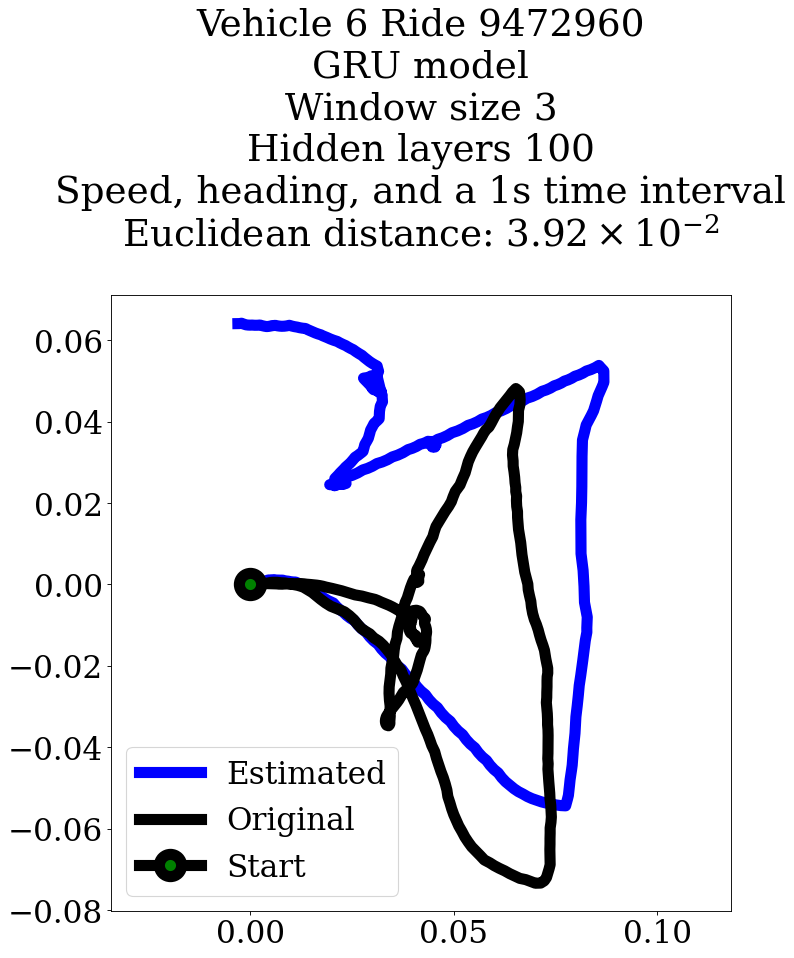 Vehicle 6 Ride 9472960
GRU model
Window size 3
Hidden layers 100
Speed, heading, and a 1s time interval
Euclidean distance: 3.92 × 10⁻²
0.06
0.04
0.02
0.00
−0.02
−0.04
−0.06
−0.08
Estimated
Original
Start
0.00 0.05 0.10